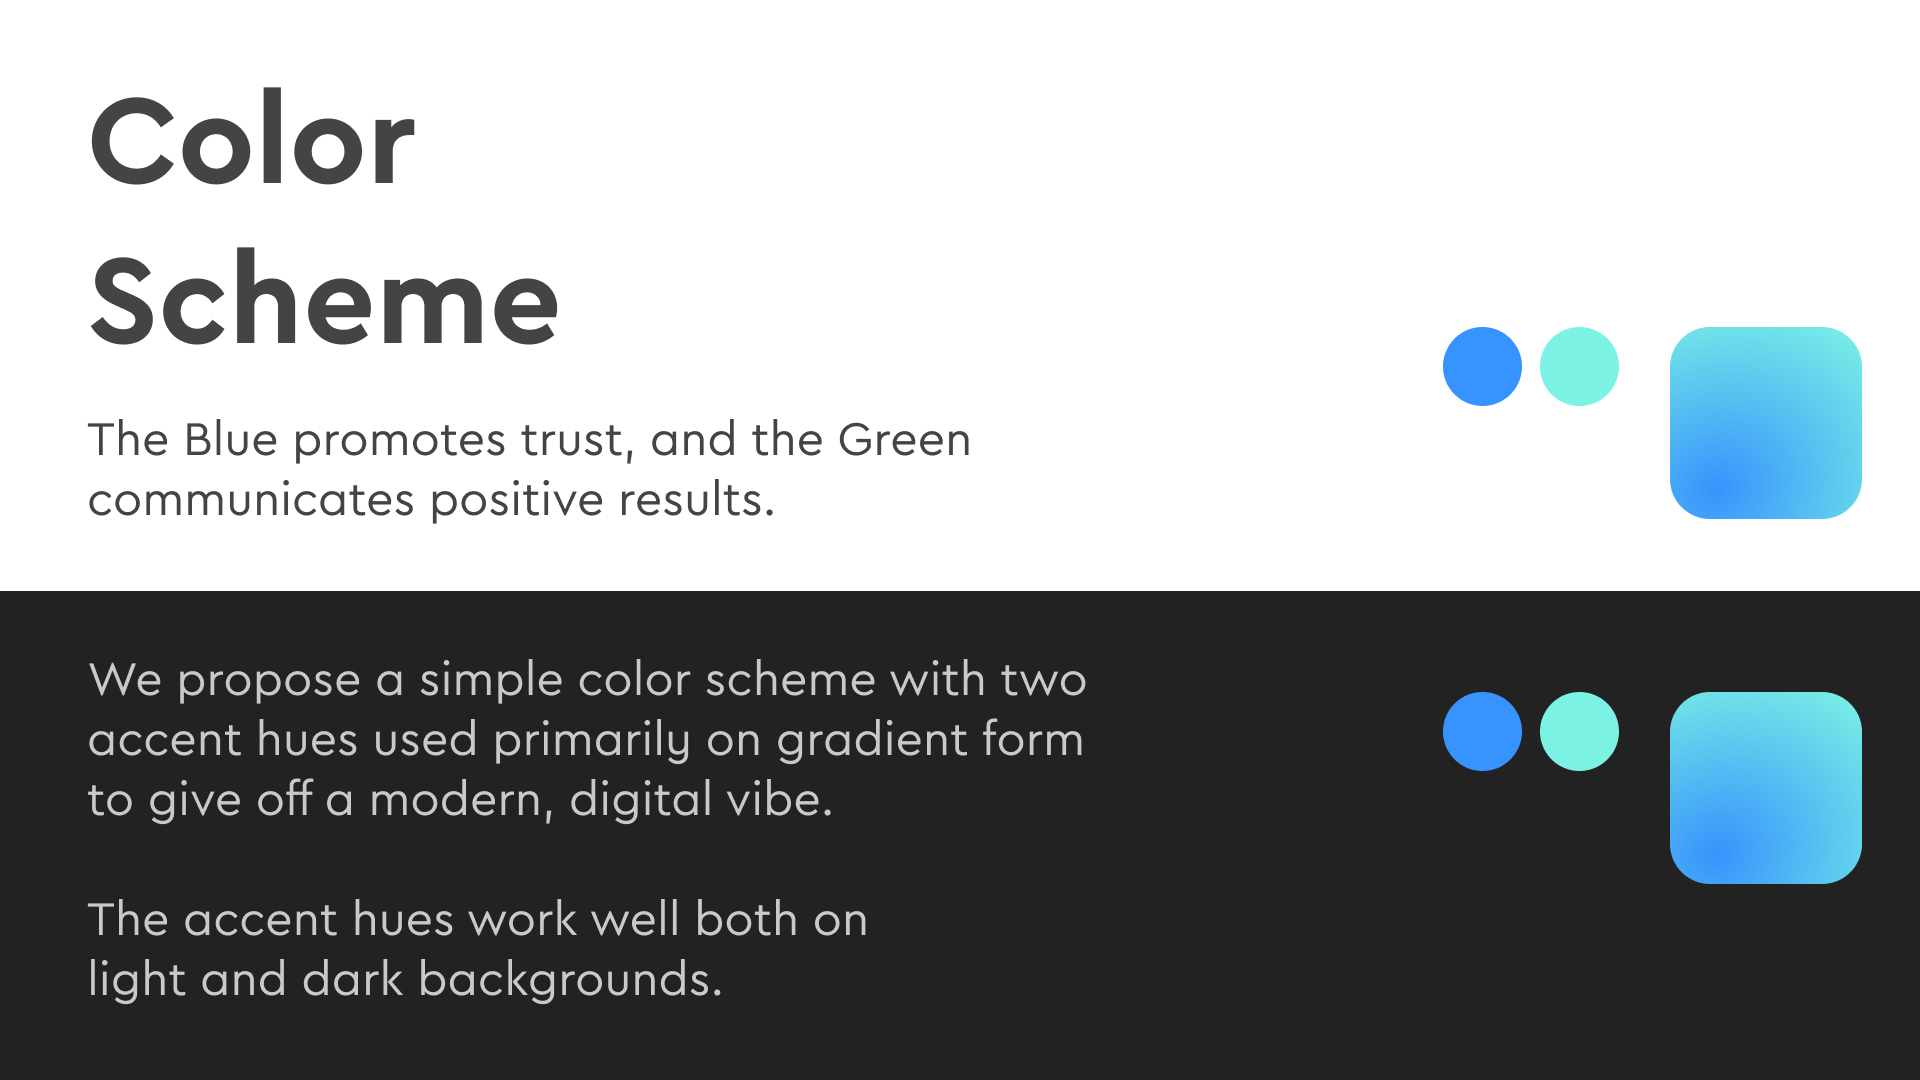 Color
Scheme
The Blue promotes trust, and the Green
communicates positive results.
We propose a simple color scheme with two
accent hues used primarily on gradient form
to give off a modern, digital vibe.
The accent hues work well both on
light and dark backgrounds.